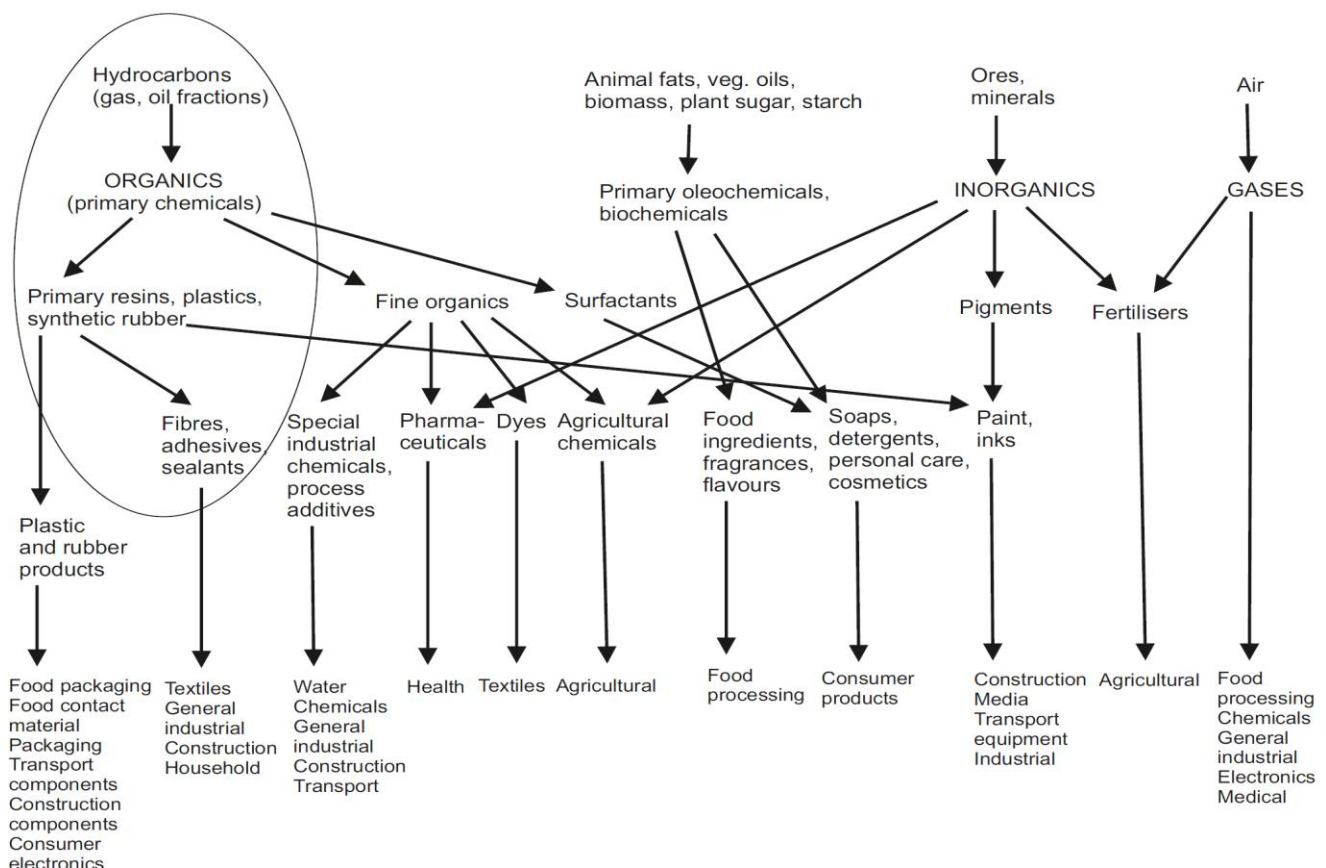 Hydrocarbons
(gas, oil fractions)
Animal fats, veg. oils,
biomass, plant sugar, starch
Ores,
minerals
Air
ORGANICS
(primary chemicals)
Primary oleochemicals,
biochemicals
INORGANICS
GASES
Primary resins, plastics,
synthetic rubber
Fine organics
Surfactants
Pigments
Fertilisers
Fibres,
adhesives,
sealants
Special
industrial
chemicals,
process
additives
Pharma-
ceuticals
Dyes
Agricultural
chemicals
Food
ingredients,
fragrances,
flavours
Soaps,
detergents,
personal care,
cosmetics
Paint,
inks
Plastic
and rubber
products
Food packaging
Food contact
material
Packaging
Transport
components
Construction
components
Consumer
electronics
Textiles
General
industrial
Construction
Household
Water
Chemicals
General
industrial
Construction
Transport
Health
Textiles
Agricultural
Food
processing
Consumer
products
Construction
Media
Transport
equipment
Industrial
Agricultural
Food
processing
Chemicals
General
industrial
Electronics
Medical